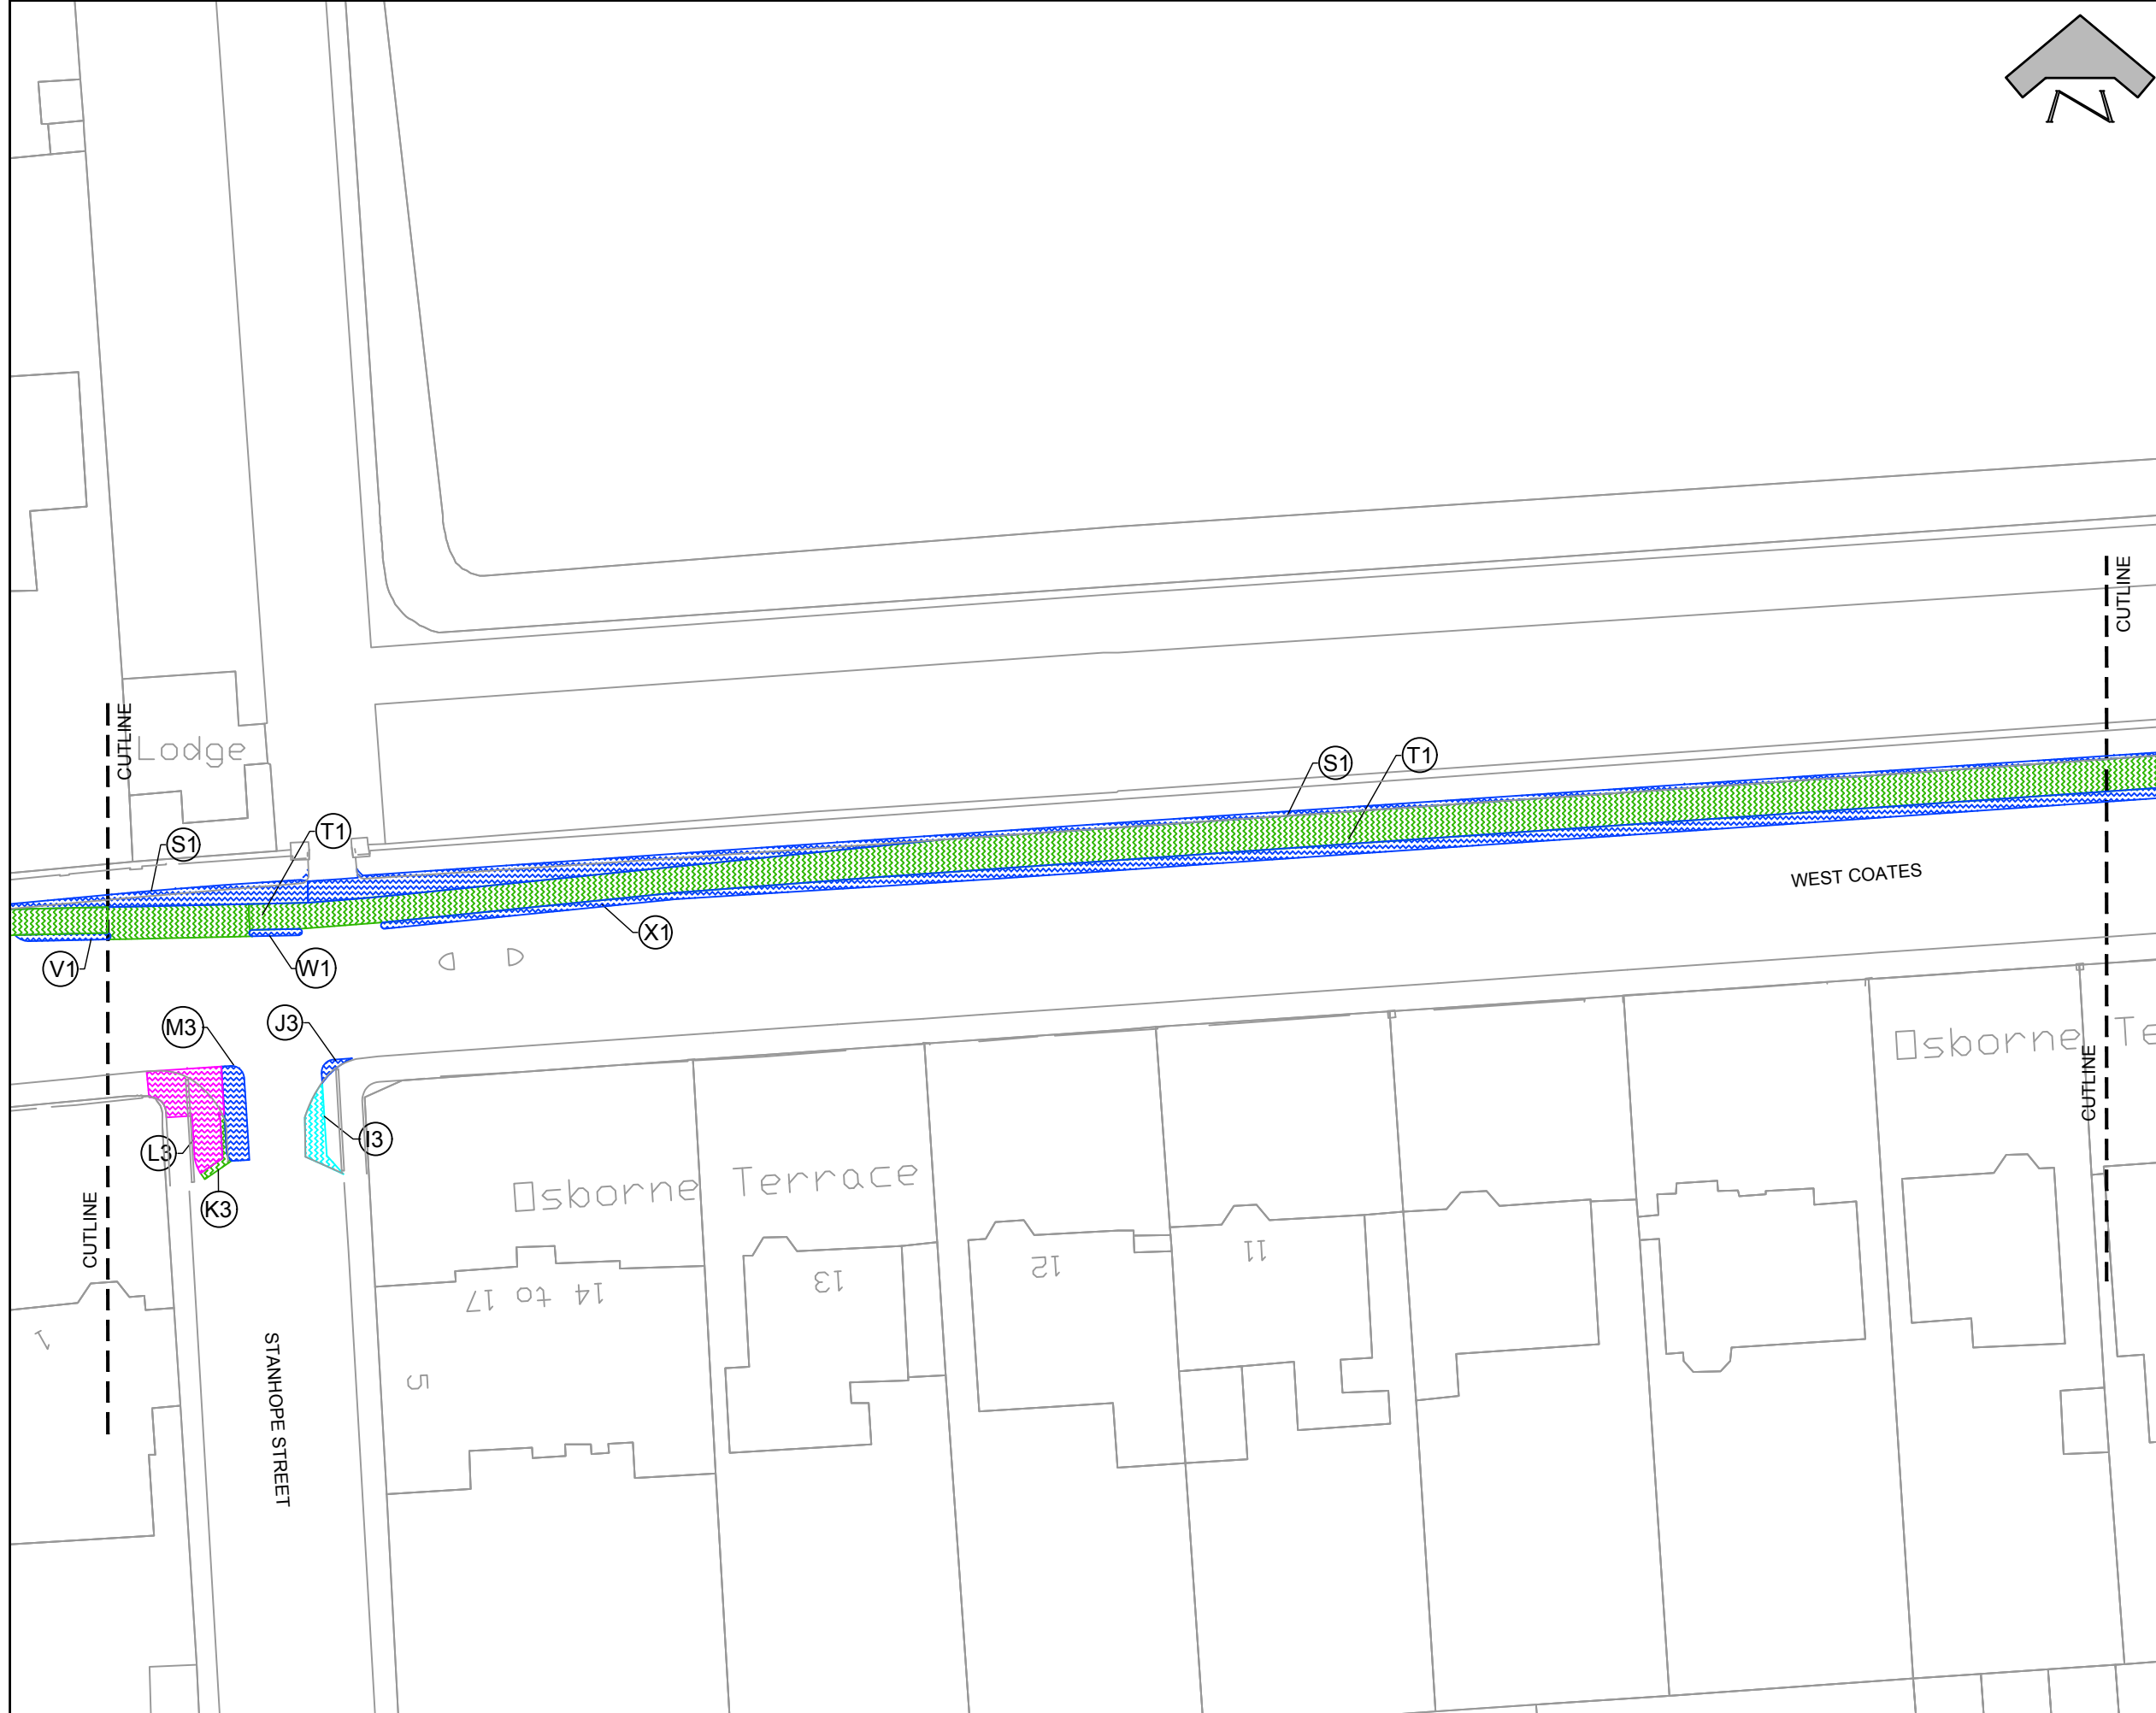 N
CUTLINE
CUTLINE
Lodge
S1
T1
S1
T1
WEST COATES
V1
W1
X1
M3
J3
Osborne Te
CUTLINE
L3
I3
K3
Osborne Terrace
CUTLINE
14 to 17
13
12
11
1
5
STANHOPE STREET